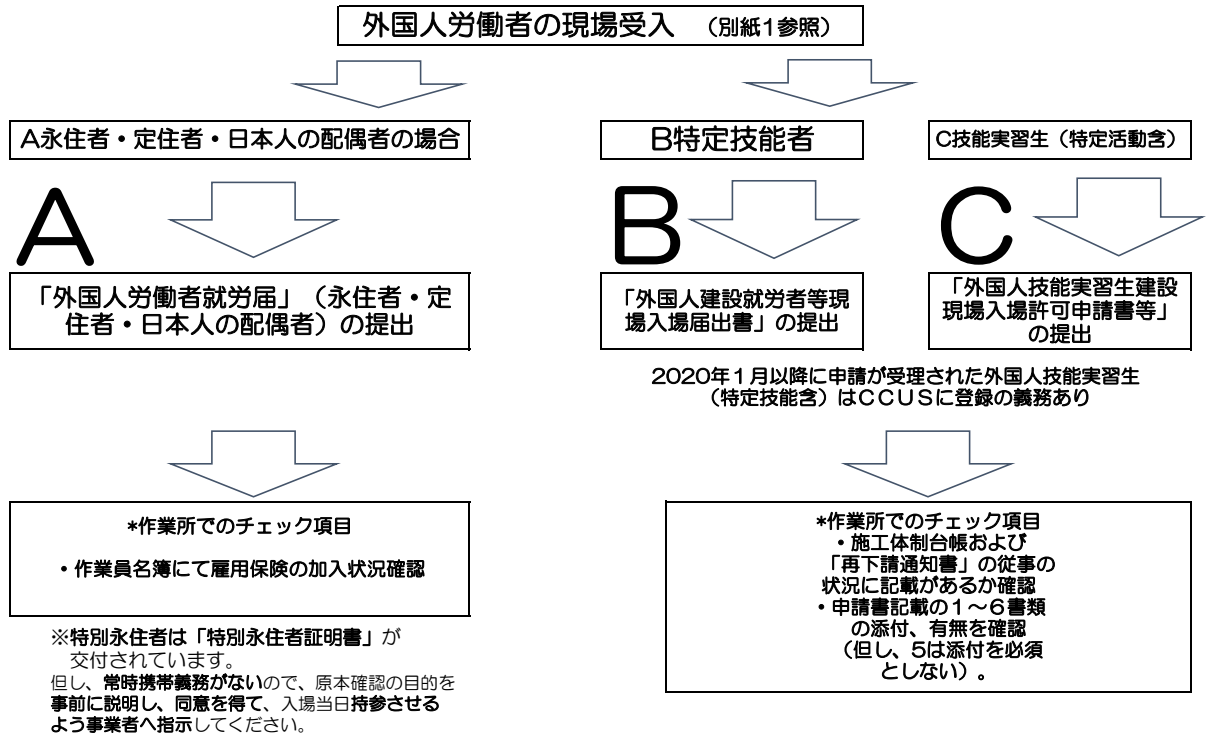 外国人労働者の現場受入　（別紙１参照）
A永住者・定住者・日本人の配偶者の場合
B特定技能者
C技能実習生（特定活動含）
A
B
C
「外国人労働者就労届」（永住者・定
住者・日本人の配偶者）の提出
「外国人建設就労者等現
場入場届出書」の提出
「外国人技能実習生建設
現場入場許可申請書等」
の提出
２０２０年１月以降に申請が受理された外国人技能実習生
（特定技能含）はＣＣＵＳに登録の義務あり
*作業所でのチェック項目
・作業員名簿にて雇用保険の加入状況確認
※特別永住者は「特別永住者証明書」が
交付されています。
但し、常時携帯義務がないので、原本確認の目的を
事前に説明し、同意を得て、入場当日持参させる
よう事業者へ指示してください。
*作業所でのチェック項目
・施工体制台帳および
「再下請通知書」の従事の
状況に記載があるか確認
・申請書記載の１～６書類
の添付、有無を確認
（但し、５は添付を必須
としない）。